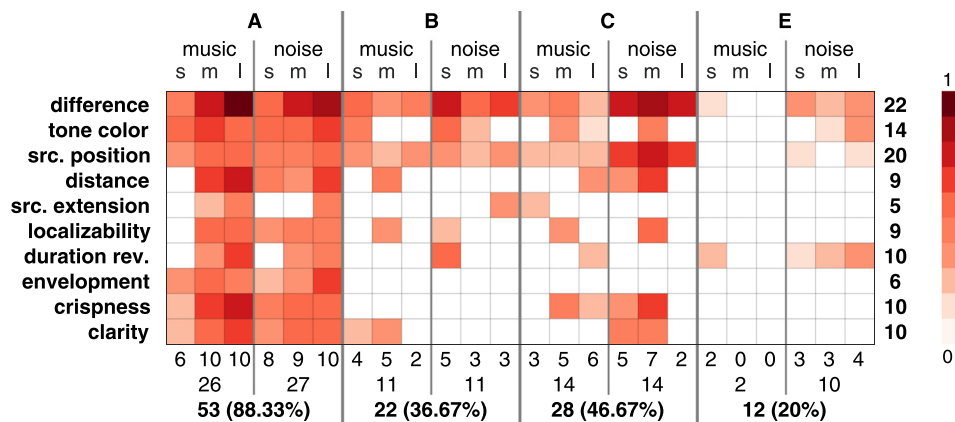 A B C E
music noise music noise music noise music noise
s m l s m l s m l s m l s m l s m l s m l s m l
1
difference 22
tone color 14
src. position 20
distance 9
src. extension 5
localizability 9
duration rev. 10
envelopment 6
crispness 10
clarity 10
0
6 10 10 8 9 10 4 5 2 5 3 3 3 5 6 5 7 2 2 0 0 3 3 4
26 27 11 11 14 14 2 10
53 (88.33%) 22 (36.67%) 28 (46.67%) 12 (20%)